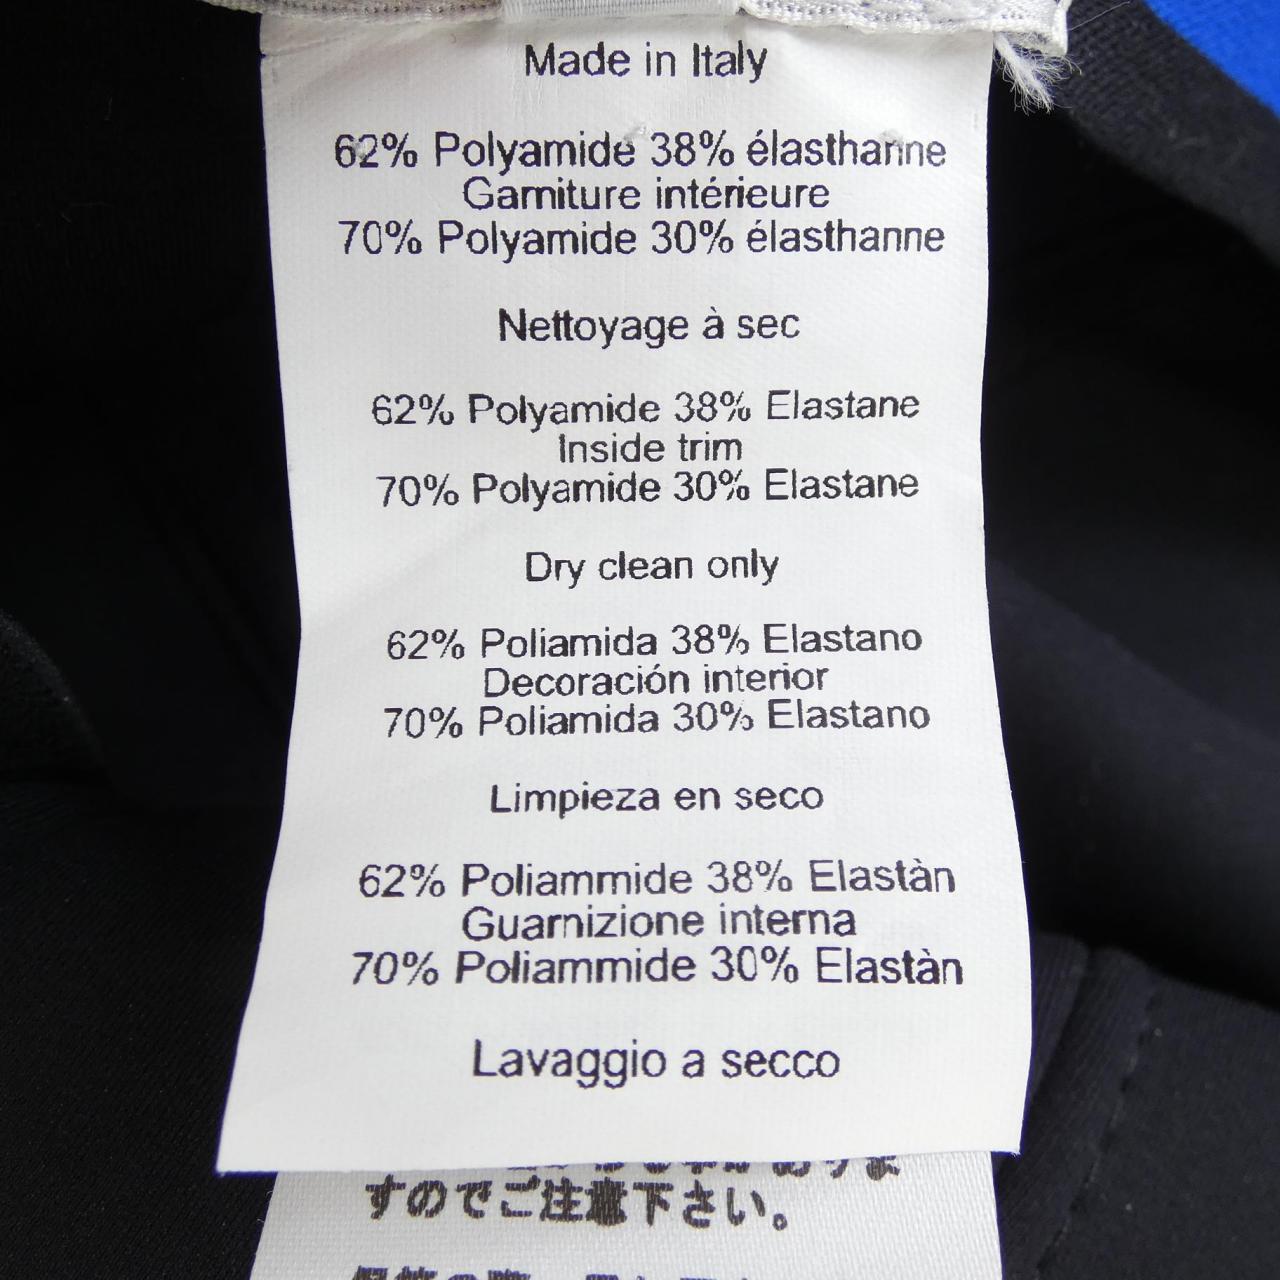 Made in Italy
62% Polyamide 38% élasthanne
Garniture intérieure
70% Polyamide 30% élasthanne
Nettoyage à sec
62% Polyamide 38% Elastane
Inside trim
70% Polyamide 30% Elastane
Dry clean only
62% Poliamida 38% Elastano
Decoración interior
70% Poliamida 30% Elastano
Limpieza en seco
62% Poliammide 38% Elastàn
Guarnizione interna
70% Poliammide 30% Elastàn
Lavaggio a secco
すのでご注意下さい。